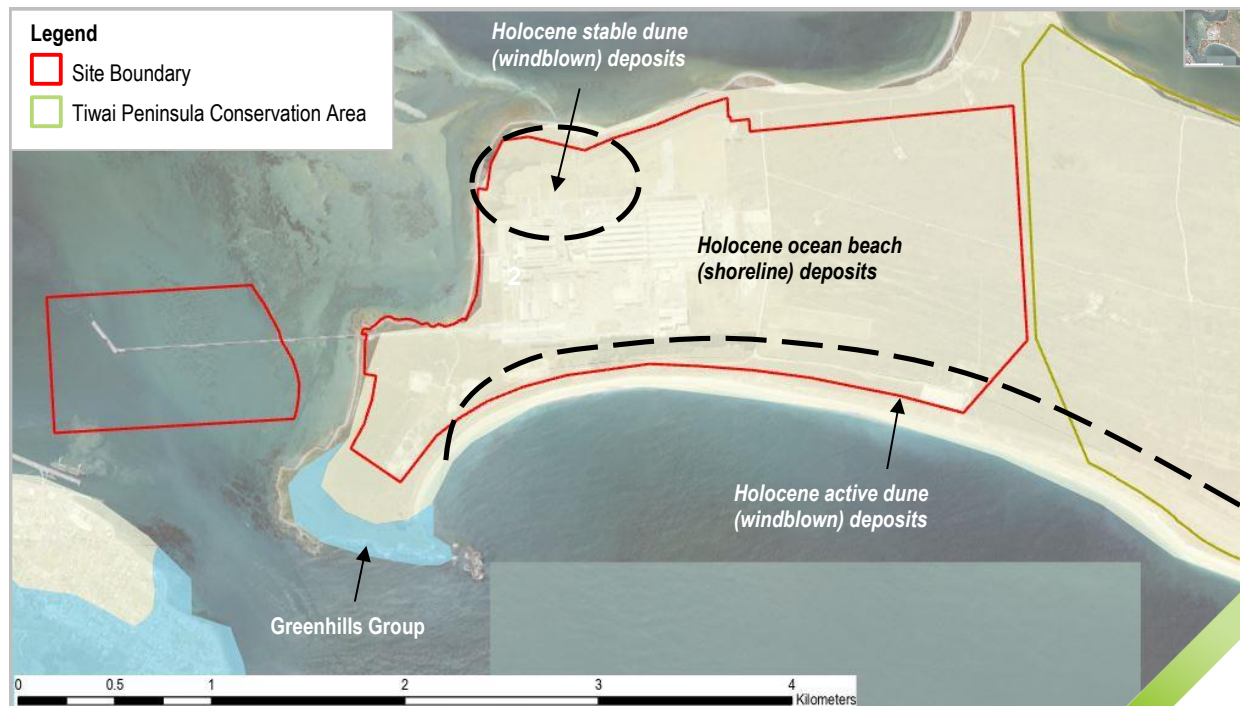 Legend
Site Boundary
Tiwai Peninsula Conservation Area
Holocene stable dune
(windblown) deposits
Holocene ocean beach
(shoreline) deposits
2
Holocene active dune
(windblown) deposits
Greenhills Group
0 0.5 1 2 3 4
Kilometers